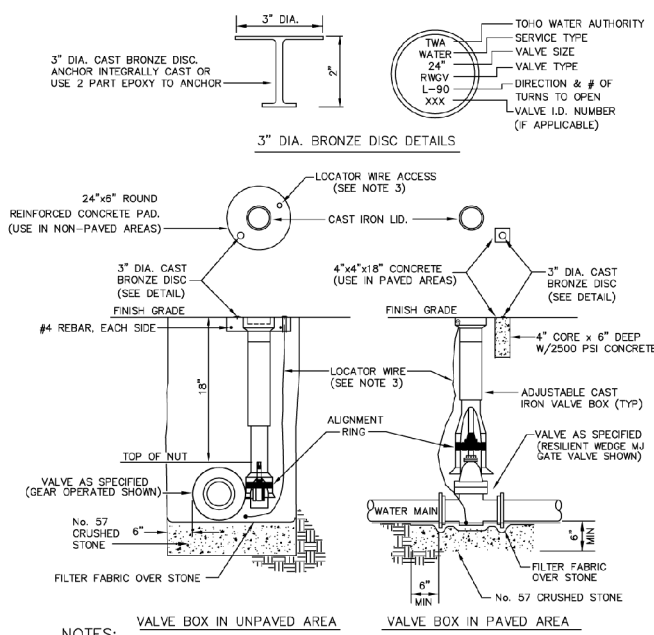 3" DIA.
3" DIA. CAST BRONZE DISC.
ANCHOR INTEGRALLY CAST OR
USE 2 PART EPOXY TO ANCHOR
2"
TWA
WATER
24"
RWGV
L-90
XXX
TOHO WATER AUTHORITY
SERVICE TYPE
VALVE SIZE
VALVE TYPE
DIRECTION & # OF
TURNS TO OPEN
VALVE I.D. NUMBER
(IF APPLICABLE)
3" DIA. BRONZE DISC DETAILS
24"x6" ROUND
REINFORCED CONCRETE PAD.
(USE IN NON-PAVED AREAS)
LOCATOR WIRE ACCESS
(SEE NOTE 3)
CAST IRON LID.
3" DIA. CAST
BRONZE DISC
(SEE DETAIL)
4"x4"x18" CONCRETE
(USE IN PAVED AREAS)
3" DIA. CAST
BRONZE DISC
(SEE DETAIL)
FINISH GRADE
FINISH GRADE
#4 REBAR, EACH SIDE
4" CORE x 6" DEEP
W/2500 PSI CONCRETE
18"
LOCATOR WIRE
(SEE NOTE 3)
ADJUSTABLE CAST
IRON VALVE BOX (TYP)
ALIGNMENT
RING
TOP OF NUT
VALVE AS SPECIFIED
(GEAR OPERATED SHOWN)
VALVE AS SPECIFIED
(RESILIENT WEDGE MJ
GATE VALVE SHOWN)
WATER MAIN
No. 57
CRUSHED
STONE
6"
6"
MIN
FILTER FABRIC OVER STONE
FILTER FABRIC
OVER STONE
6"
MIN
No. 57 CRUSHED STONE
VALVE BOX IN UNPAVED AREA
VALVE BOX IN PAVED AREA
NOTES: